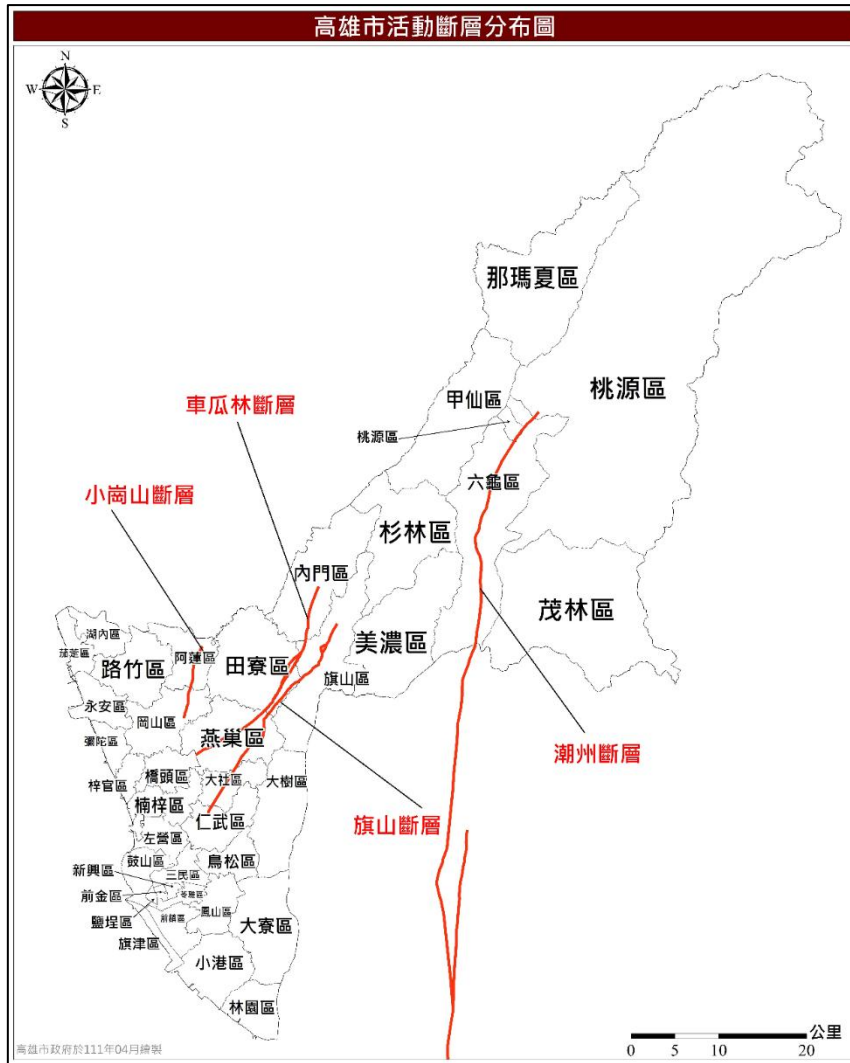 高雄市活動斷層分布圖
N
W
E
S
那瑪夏區
桃源區
甲仙區
車瓜林斷層
桃源區
六龜區
小崗山斷層
杉林區
內門區
茂林區
美濃區
湖內區
茄萣區
阿蓮區
路竹區
田寮區
旗山區
永安區
岡山區
燕巢區
彌陀區
潮州斷層
橋頭區
大社區
大樹區
梓官區
楠梓區
仁武區
旗山斷層
左營區
鼓山區
鳥松區
新興區
三民區
前金區
苓雅區
鳳山區
鹽埕區
前鎮區
大寮區
旗津區
小港區
林園區
公里
0 5 10 20
高雄市政府於111年04月繪製